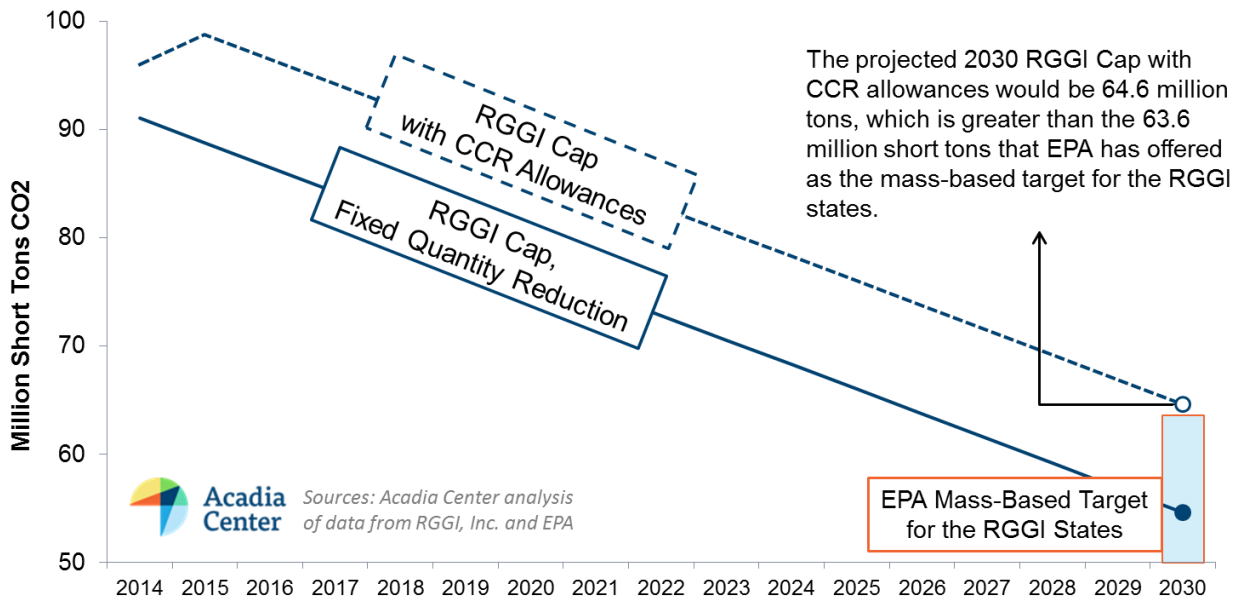 100
90
80
70
60
50
Million Short Tons CO2
RGGI Cap
with CCR Allowances
RGGI Cap,
Fixed Quantity Reduction
The projected 2030 RGGI Cap with
CCR allowances would be 64.6 million
tons, which is greater than the 63.6
million short tons that EPA has offered
as the mass-based target for the RGGI
states.
EPA Mass-Based Target
for the RGGI States
Acadia
Center
Sources: Acadia Center analysis
of data from RGGI, Inc. and EPA
2014 2015 2016 2017 2018 2019 2020 2021 2022 2023 2024 2025 2026 2027 2028 2029 2030